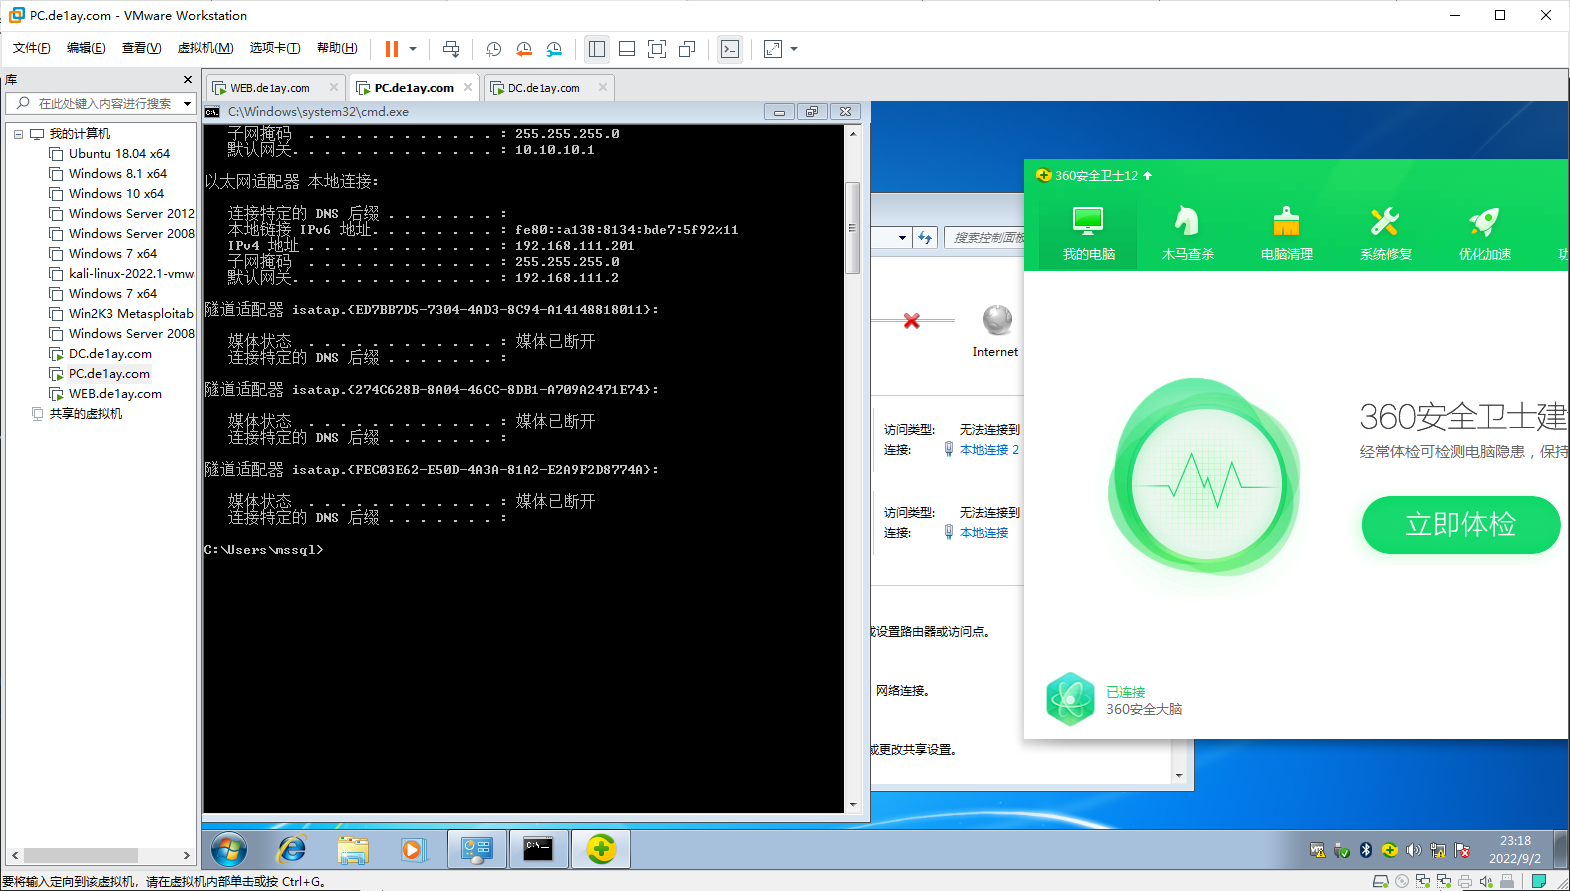 PC.de1ay.com - VMware Workstation
文件(F) 编辑(E) 查看(V) 虚拟机(M) 选项卡(T) 帮助(H)
库
在此处键入内容进行搜索
我的计算机
Ubuntu 18.04 x64
Windows 8.1 x64
Windows 10 x64
Windows Server 2012
Windows Server 2008
Windows 7 x64
kali-linux-2022.1-vmw
Windows 7 x64
Win2K3 Metasploitab
Windows Server 2008
DC.de1ay.com
PC.de1ay.com
WEB.de1ay.com
共享的虚拟机
WEB.de1ay.com PC.de1ay.com DC.de1ay.com
C:\Windows\system32\cmd.exe
子网掩码 . . . . . . . . . . . . : 255.255.255.0
默认网关. . . . . . . . . . . . . : 10.10.10.1
以太网适配器 本地连接:
连接特定的 DNS 后缀 . . . . . . . :
本地链接 IPv6 地址. . . . . . . . : fe80::a138:8134:bde7:5f92%11
IPv4 地址 . . . . . . . . . . . . : 192.168.111.201
子网掩码 . . . . . . . . . . . . : 255.255.255.0
默认网关. . . . . . . . . . . . . : 192.168.111.2
隧道适配器 isatap.{ED7BB7D5-7304-4AD3-8C94-A14148818011}:
媒体状态 . . . . . . . . . . . . : 媒体已断开
连接特定的 DNS 后缀 . . . . . . . :
隧道适配器 isatap.{274C628B-8A04-46CC-8DB1-A709A2471E74}:
媒体状态 . . . . . . . . . . . . : 媒体已断开
连接特定的 DNS 后缀 . . . . . . . :
隧道适配器 isatap.{FEC03E62-E50D-4A3A-81A2-E2A9F2D8774A}:
媒体状态 . . . . . . . . . . . . : 媒体已断开
连接特定的 DNS 后缀 . . . . . . . :
C:\Users\mssql>
搜索控制面板
Internet
访问类型: 无法连接到
连接: 本地连接 2
访问类型: 无法连接到
连接: 本地连接
设置路由器或访问点。
网络连接。
或更改共享设置。
360安全卫士12
我的电脑 木马查杀 电脑清理 系统修复 优化加速
360安全卫士建
经常体检可检测电脑隐患，保持
立即体检
已连接
360安全大脑
23:18
2022/9/2
要将输入定向到该虚拟机，请在虚拟机内部单击或按 Ctrl+G。